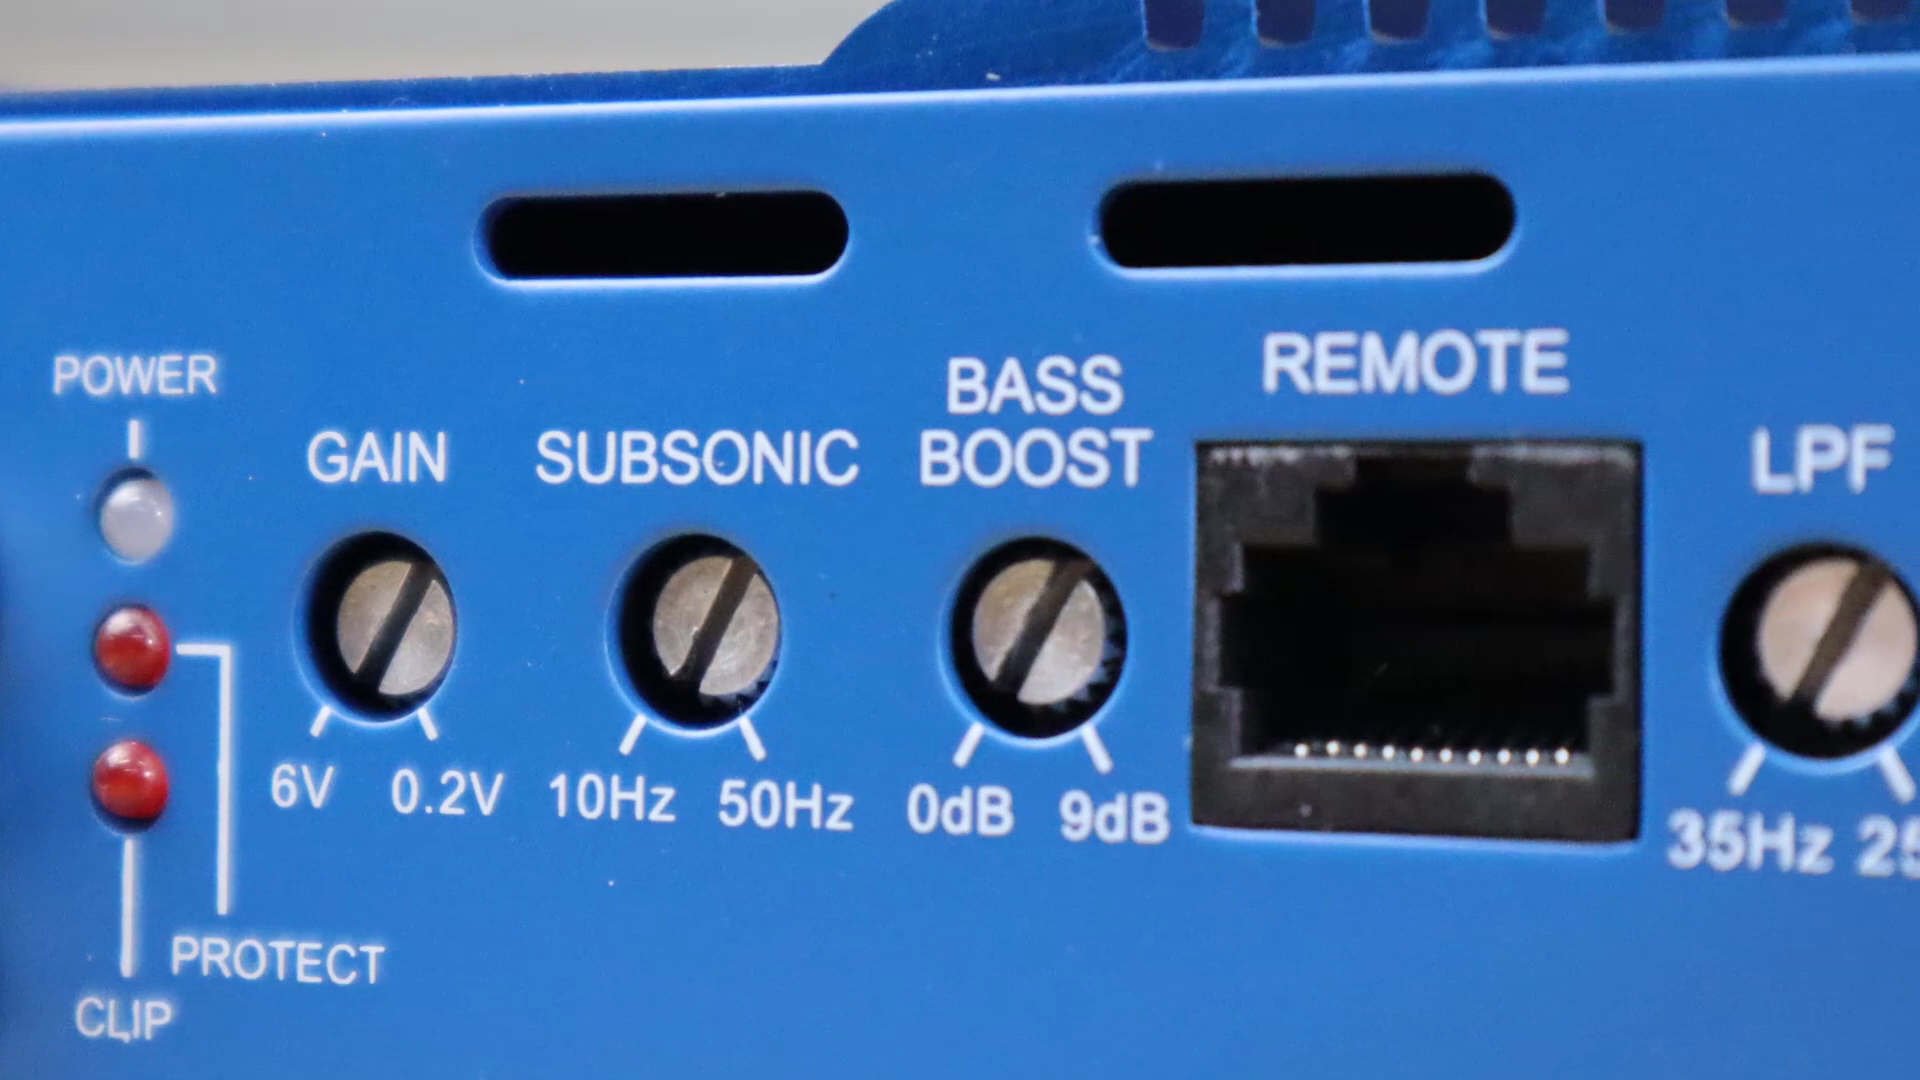 POWER
GAIN
SUBSONIC
BASS
BOOST
REMOTE
LPF
6V 0.2V
10Hz 50Hz
0dB 9dB
35Hz
PROTECT
CLIP